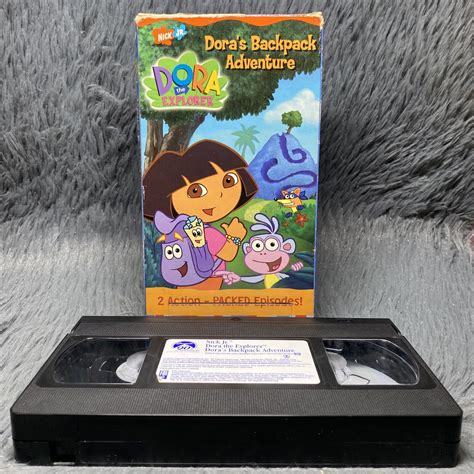 NICK JR.
Dora's Backpack
Adventure
DORA
the
EXPLORER
2 Action - PACKED Episodes!
Nick Jr.
Dora the Explorer
Dora's Backpack Adventure